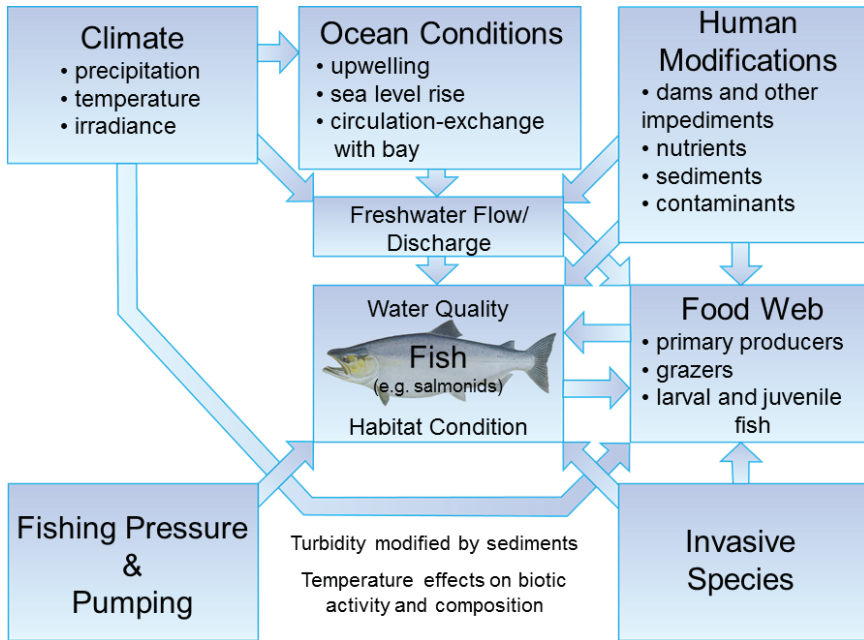 Climate
• precipitation
• temperature
• irradiance
Ocean Conditions
• upwelling
• sea level rise
• circulation-exchange
with bay
Human
Modifications
• dams and other
impediments
• nutrients
• sediments
• contaminants
Freshwater Flow/
Discharge
Water Quality
Fish
(e.g. salmonids)
Habitat Condition
Food Web
• primary producers
• grazers
• larval and juvenile
fish
Fishing Pressure
&
Pumping
Turbidity modified by sediments
Temperature effects on biotic
activity and composition
Invasive
Species